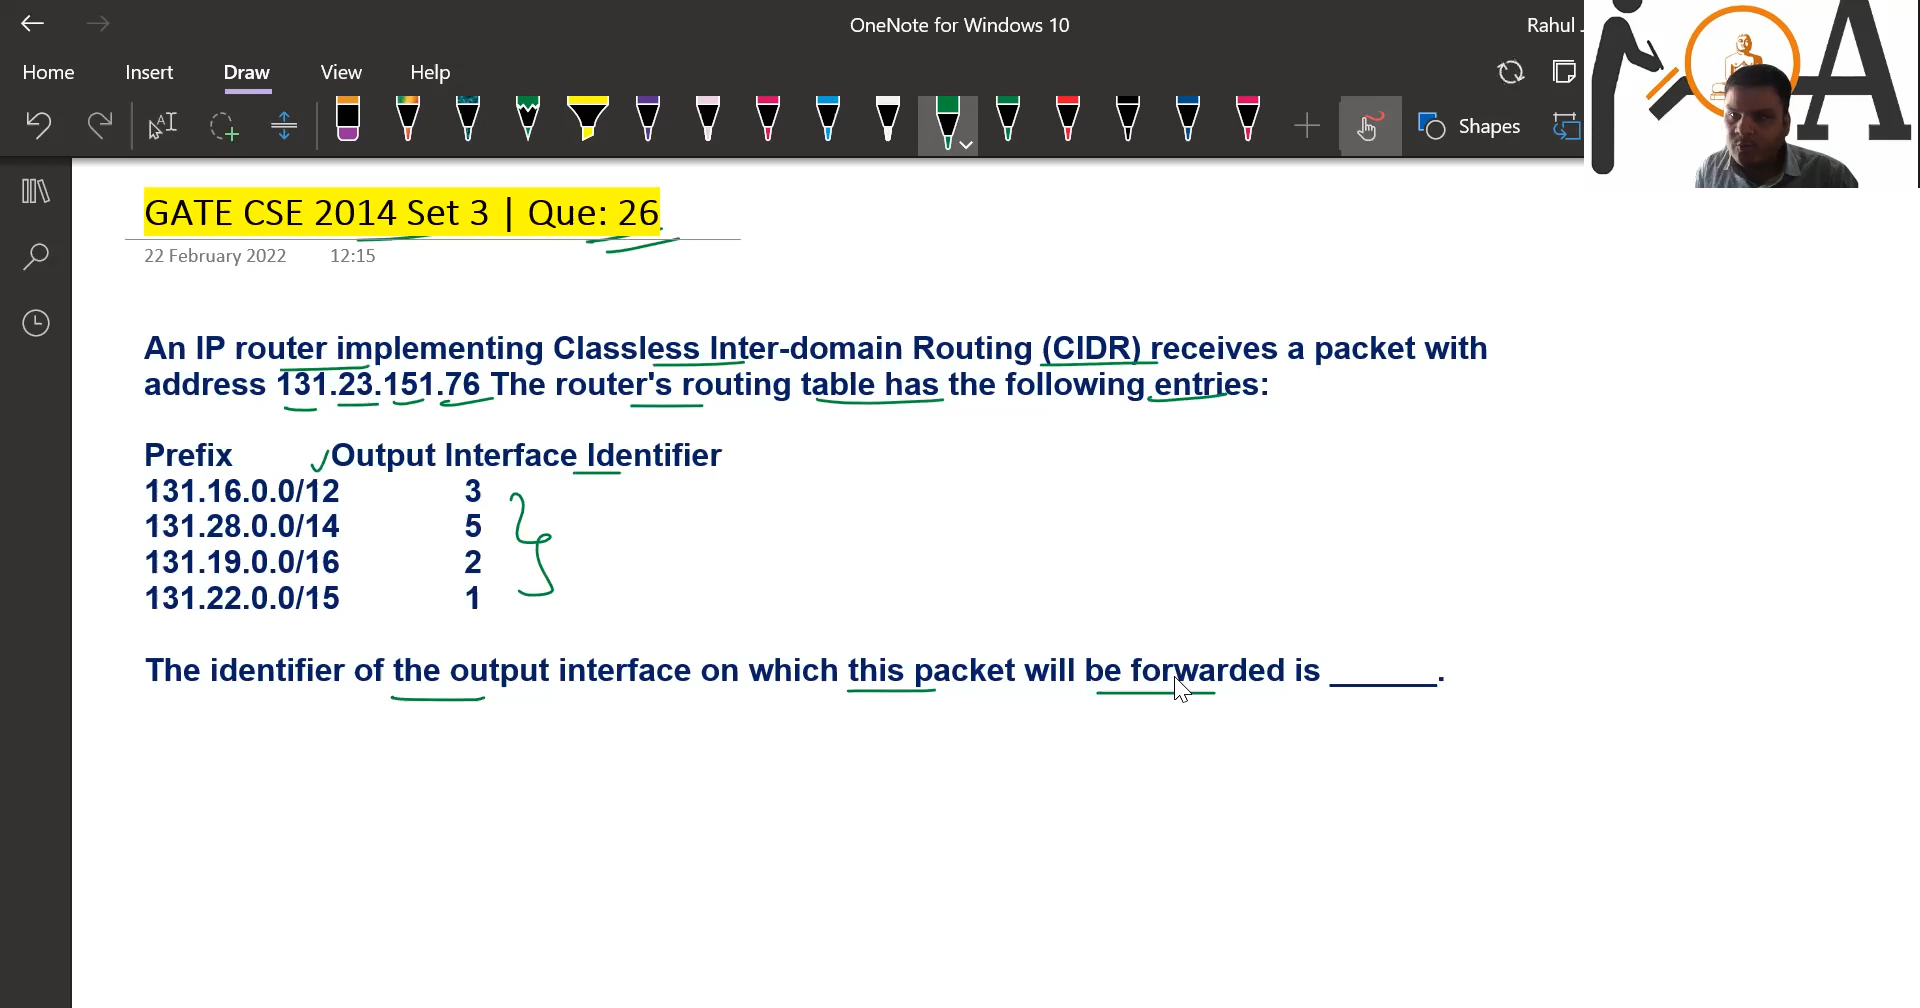 OneNote for Windows 10
Rahul
Home Insert Draw View Help
Shapes
GATE CSE 2014 Set 3 | Que: 26
22 February 2022 12:15
An IP router implementing Classless Inter-domain Routing (CIDR) receives a packet with
address 131.23.151.76 The router's routing table has the following entries:
Prefix Output Interface Identifier
131.16.0.0/12 3
131.28.0.0/14 5
131.19.0.0/16 2
131.22.0.0/15 1
The identifier of the output interface on which this packet will be forwarded is ______.
A